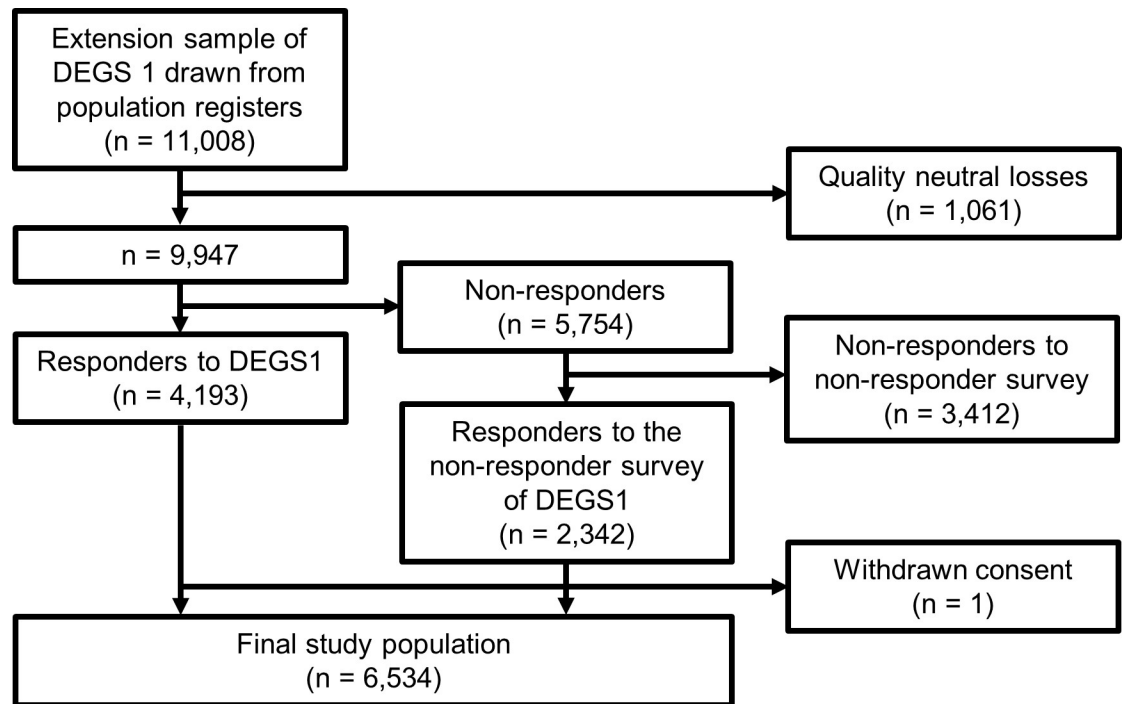 Extension sample of
DEGS 1 drawn from
population registers
(n = 11,008)
Quality neutral losses
(n = 1,061)
n = 9,947
Non-responders
(n = 5,754)
Responders to DEGS1
(n = 4,193)
Non-responders to
non-responder survey
(n = 3,412)
Responders to the
non-responder survey
of DEGS1
(n = 2,342)
Withdrawn consent
(n = 1)
Final study population
(n = 6,534)